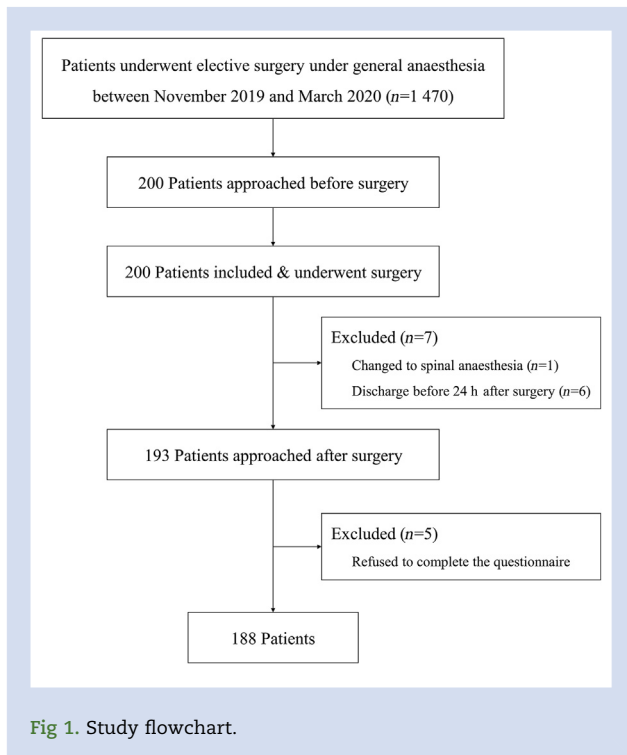 Patients underwent elective surgery under general anaesthesia
between November 2019 and March 2020 (n=1 470)
200 Patients approached before surgery
200 Patients included & underwent surgery
Excluded (n=7)
Changed to spinal anaesthesia (n=1)
Discharge before 24 h after surgery (n=6)
193 Patients approached after surgery
Excluded (n=5)
Refused to complete the questionnaire
188 Patients
Fig 1. Study flowchart.